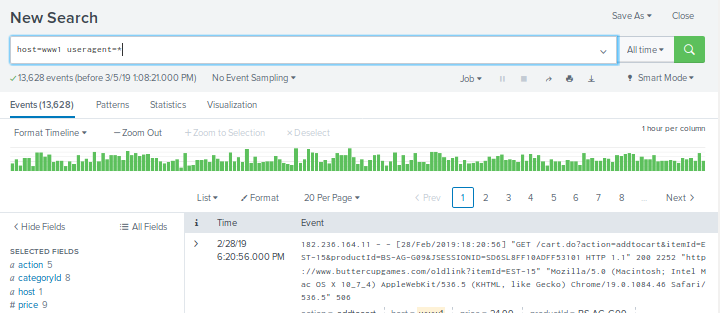 New Search
Save As ▾ Close
host=www1 useragent=*
All time ▾
✓13,628 events (before 3/5/19 1:08:21.000 PM) No Event Sampling ▾
Job ▾ Smart Mode ▾
Events (13,628) Patterns Statistics Visualization
Format Timeline ▾ — Zoom Out + Zoom to Selection × Deselect
1 hour per column
List ▾ Format 20 Per Page ▾
< Prev 1 2 3 4 5 6 7 8 ... Next >
< Hide Fields All Fields
i Time Event
SELECTED FIELDS
a action 5
a categoryId 8
a host 1
# price 9
> 2/28/19
6:20:56.000 PM
182.236.164.11 - - [28/Feb/2019:18:20:56] "GET /cart.do?action=addtocart&itemId=E
ST-15&productId=BS-AG-G09&JSESSIONID=SD6SL8FF10ADFF53101 HTTP 1.1" 200 2252 "http
://www.buttercupgames.com/oldlink?itemId=EST-15" "Mozilla/5.0 (Macintosh; Intel M
ac OS X 10_7_4) AppleWebKit/536.5 (KHTML, like Gecko) Chrome/19.0.1084.46 Safari/
536.5" 506